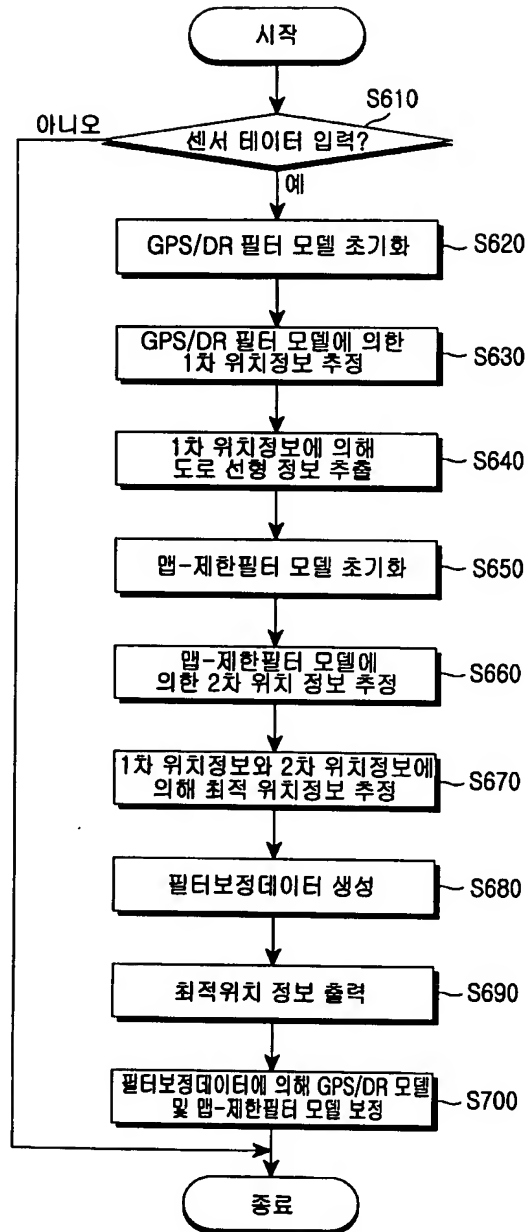 시작
S610
아니오
센서 테이터 입력?
예
GPS/DR 필터 모델 초기화
S620
GPS/DR 필터 모델에 의한
1차 위치정보 추정
S630
1차 위치정보에 의해
도로 선형 정보 추출
S640
맵-제한필터 모델 초기화
S650
맵-제한필터 모델에
의한 2차 위치 정보 추정
S660
1차 위치정보와 2차 위치정보에
의해 최적 위치정보 추정
S670
필터보정데이터 생성
S680
최적위치 정보 출력
S690
필터보정데이터에 의해 GPS/DR 모델
및 맵-제한필터 모델 보정
S700
종료